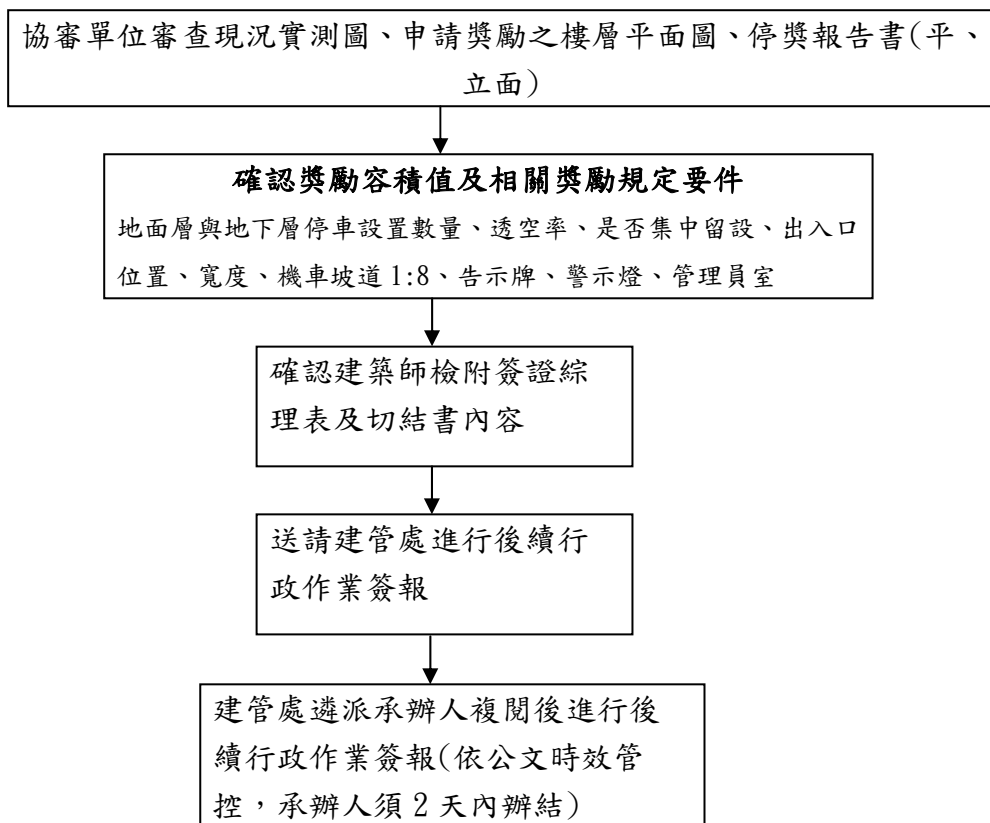 協審單位審查現況實測圖、申請獎勵之樓層平面圖、停獎報告書(平、
立面)
確認獎勵容積值及相關獎勵規定要件
地面層與地下層停車設置數量、透空率、是否集中留設、出入口
位置、寬度、機車坡道 1:8、告示牌、警示燈、管理員室
確認建築師檢附簽證綜
理表及切結書內容
送請建管處進行後續行
政作業簽報
建管處遴派承辦人複閱後進行後
續行政作業簽報(依公文時效管
控，承辦人須 2 天內辦結)